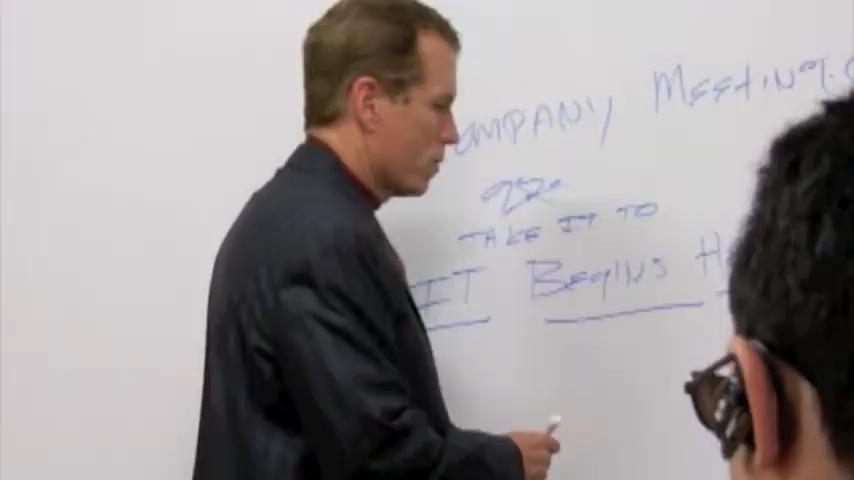 OMPANY MEETING.
TAKE IT TO
IT BEGINS H